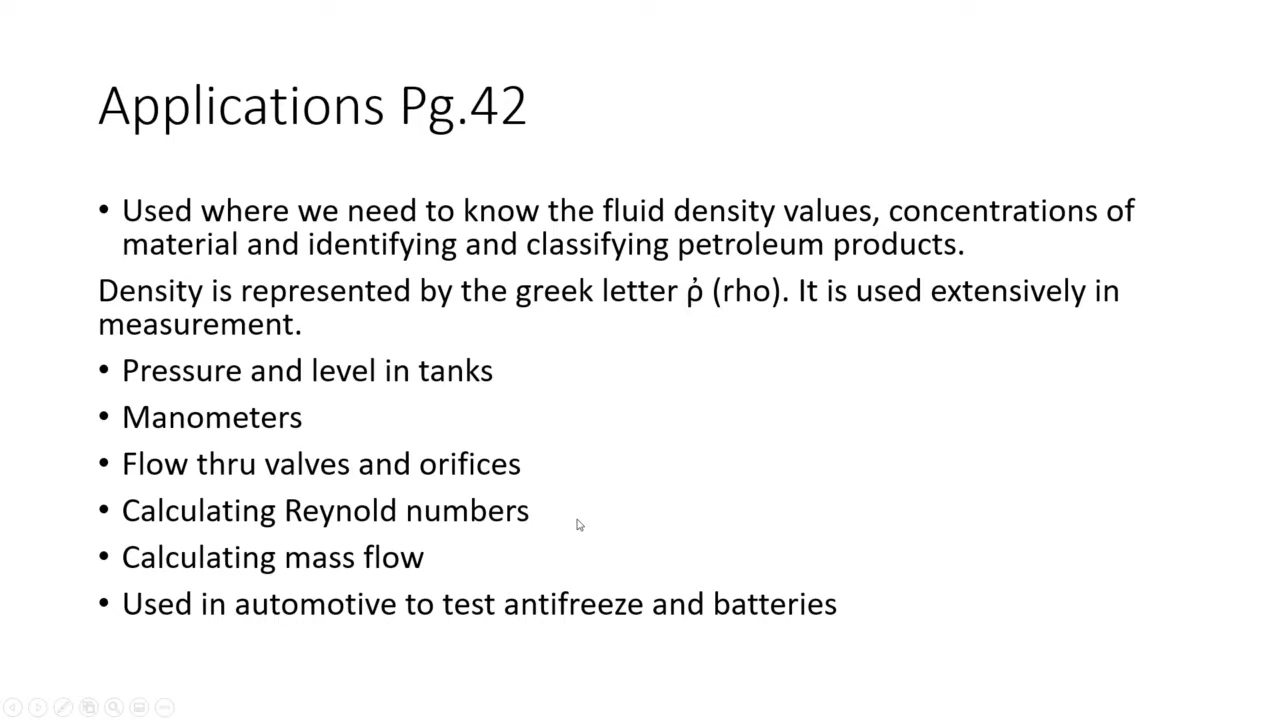 Applications Pg.42
• Used where we need to know the fluid density values, concentrations of
material and identifying and classifying petroleum products.
Density is represented by the greek letter ῤ (rho). It is used extensively in
measurement.
• Pressure and level in tanks
• Manometers
• Flow thru valves and orifices
• Calculating Reynold numbers
• Calculating mass flow
• Used in automotive to test antifreeze and batteries